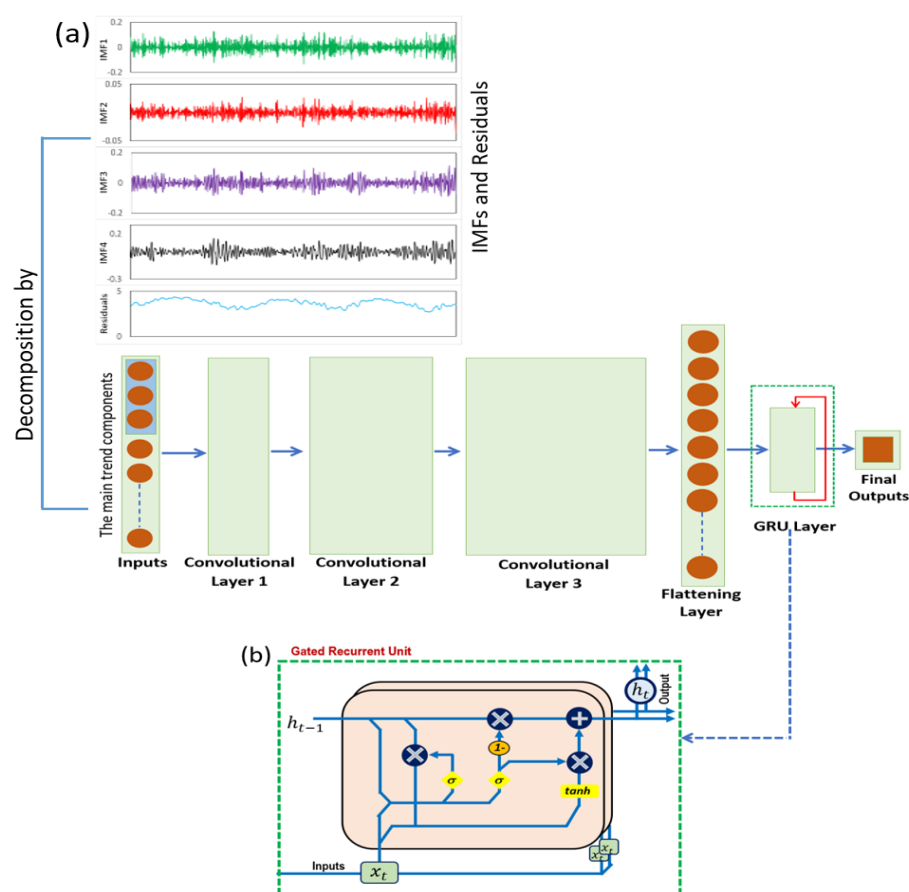 (a)
0.2
IMF1
0
-0.2
0.05
IMF2
0
-0.05
0.2
IMF3
0
-0.2
0.2
IMF4
0
-0.3
5
Residuals
0
IMFs and Residuals
Decomposition by
The main trend components
Inputs
Convolutional
Layer 1
Convolutional
Layer 2
Convolutional
Layer 3
Flattening
Layer
GRU Layer
Final
Outputs
(b)
Gated Recurrent Unit
h_{t-1}
1-
σ
σ
tanh
h_t
Output
Inputs
x_t
x_t
x_t